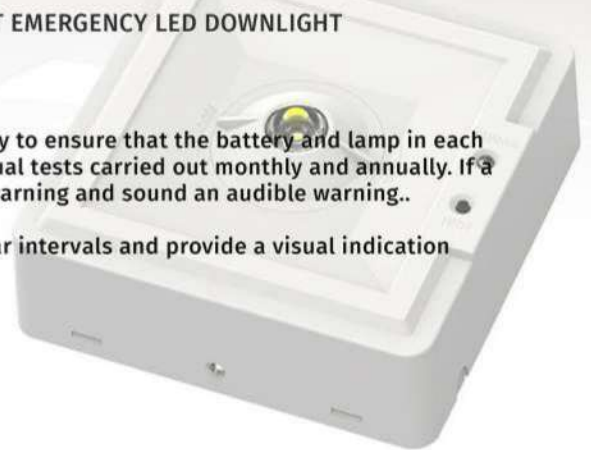 T EMERGENCY LED DOWNLIGHT
y to ensure that the battery and lamp in each
ual tests carried out monthly and annually. If a
arning and sound an audible warning..
ar intervals and provide a visual indication